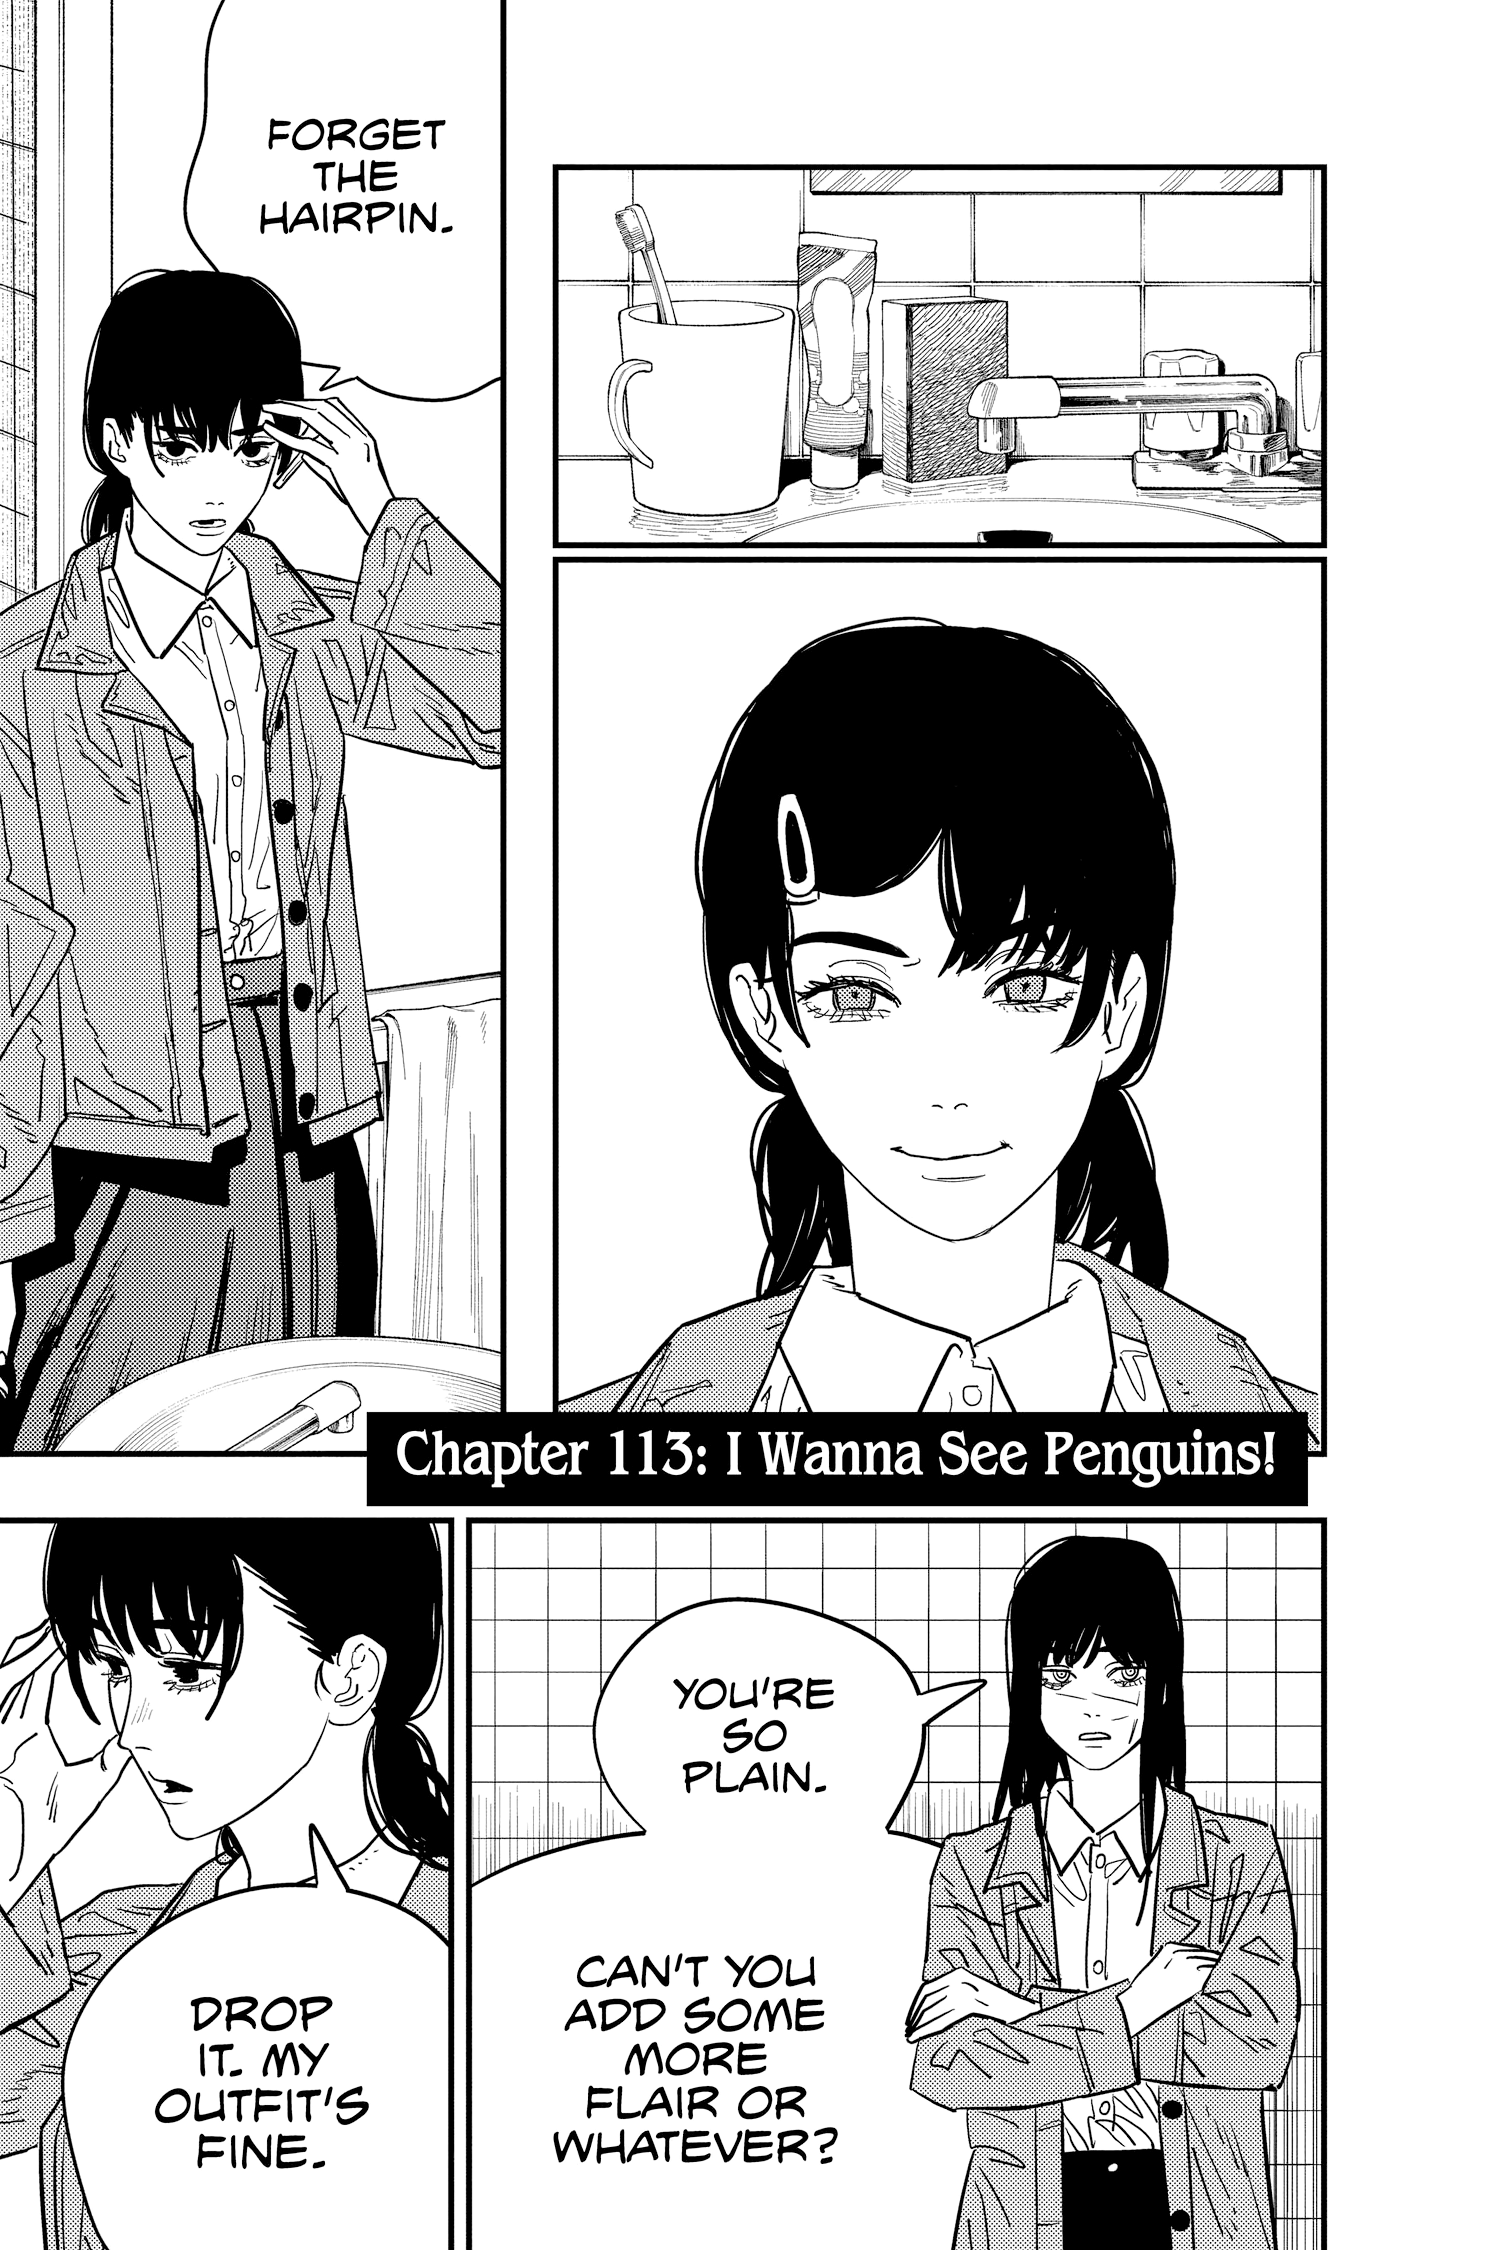 FORGET
THE
HAIRPIN.
Chapter 113: I Wanna See Penguins!
YOU'RE
SO
PLAIN.
CAN'T YOU
ADD SOME
MORE
FLAIR OR
WHATEVER?
DROP
IT. MY
OUTFIT'S
FINE.